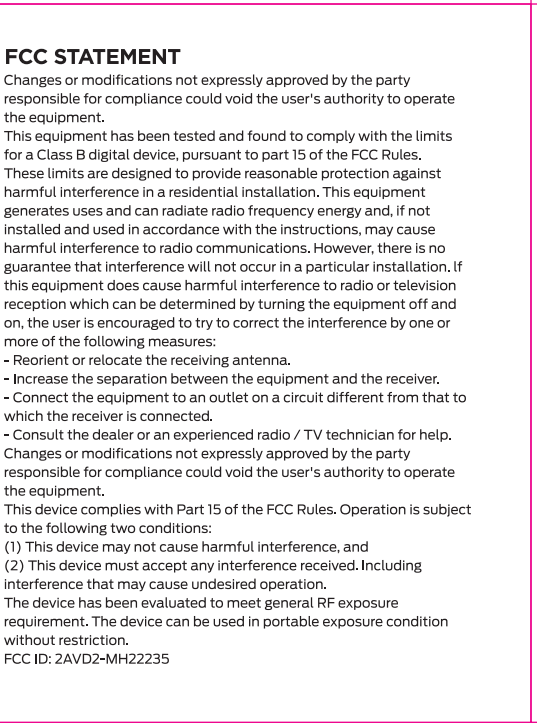 FCC STATEMENT
Changes or modifications not expressly approved by the party
responsible for compliance could void the user's authority to operate
the equipment.
This equipment has been tested and found to comply with the limits
for a Class B digital device, pursuant to part 15 of the FCC Rules.
These limits are designed to provide reasonable protection against
harmful interference in a residential installation. This equipment
generates uses and can radiate radio frequency energy and, if not
installed and used in accordance with the instructions, may cause
harmful interference to radio communications. However, there is no
guarantee that interference will not occur in a particular installation. lf
this equipment does cause harmful interference to radio or television
reception which can be determined by turning the equipment off and
on, the user is encouraged to try to correct the interference by one or
more of the following measures:
- Reorient or relocate the receiving antenna.
- Increase the separation between the equipment and the receiver.
- Connect the equipment to an outlet on a circuit different from that to
which the receiver is connected.
- Consult the dealer or an experienced radio / TV technician for help.
Changes or modifications not expressly approved by the party
responsible for compliance could void the user's authority to operate
the equipment.
This device complies with Part 15 of the FCC Rules. Operation is subject
to the following two conditions:
(1) This device may not cause harmful interference, and
(2) This device must accept any interference received. Including
interference that may cause undesired operation.
The device has been evaluated to meet general RF exposure
requirement. The device can be used in portable exposure condition
without restriction.
FCC ID: 2AVD2-MH22235